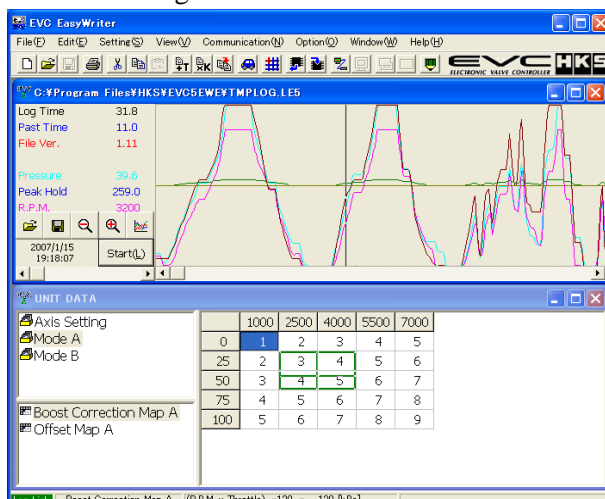 EVC EasyWriter
File(F) Edit(E) Setting(S) View(V) Communication(N) Option(O) Window(W) Help(H)
EVC HKS
ELECTRONIC VALVE CONTROLLER
C:¥Program Files¥HKS¥EVC5EWE¥TMPLOG.LE5
Log Time 31.8
Past Time 11.0
File Ver. 1.11
Pressure 39.6
Peak Hold 259.0
R.P.M. 3200
2007/1/15
19:18:07
Start(L)
UNIT DATA
Axis Setting
Mode A
Mode B
Boost Correction Map A
Offset Map A
1000 2500 4000 5500 7000
0 1 2 3 4 5
25 2 3 4 5 6
50 3 4 5 6 7
75 4 5 6 7 8
100 5 6 7 8 9
Boost Correction Map A (R.P.M. x Throttle)